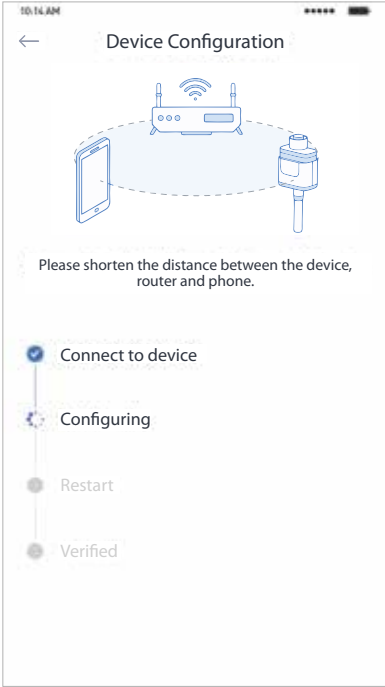 10:14 AM
Device Configuration
Please shorten the distance between the device,
router and phone.
Connect to device
Configuring
Restart
Verified